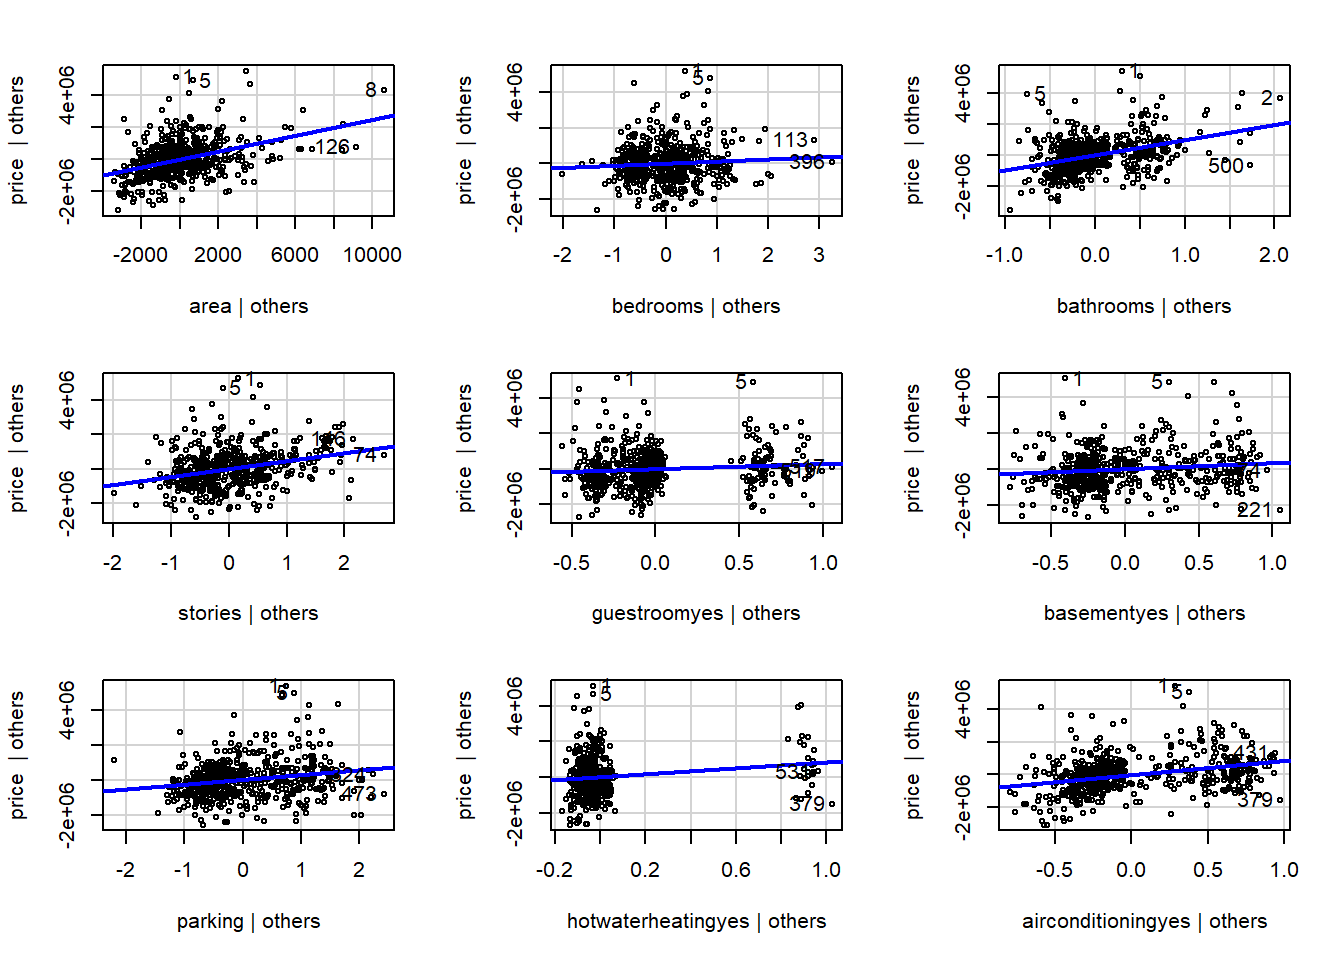 price | others
-2e+06 4e+06
1
5
8
126
-2000 2000 6000 10000
area | others
price | others
-2e+06 4e+06
1
5
113
396
-2 -1 0 1 2 3
bedrooms | others
price | others
-2e+06 4e+06
1
5
2
500
-1.0 0.0 1.0 2.0
bathrooms | others
price | others
-2e+06 4e+06
1
5
146
74
-2 -1 0 1 2
stories | others
price | others
-2e+06 4e+06
1
5
517
-0.5 0.0 0.5 1.0
guestroomyes | others
price | others
-2e+06 4e+06
1
5
221
-0.5 0.0 0.5 1.0
basementyes | others
price | others
-2e+06 4e+06
1
5
473
-2 -1 0 1 2
parking | others
price | others
-2e+06 4e+06
1
5
379
-0.2 0.2 0.6 1.0
hotwaterheatingyes | others
price | others
-2e+06 4e+06
1
5
431
379
-0.5 0.0 0.5 1.0
airconditioningyes | others